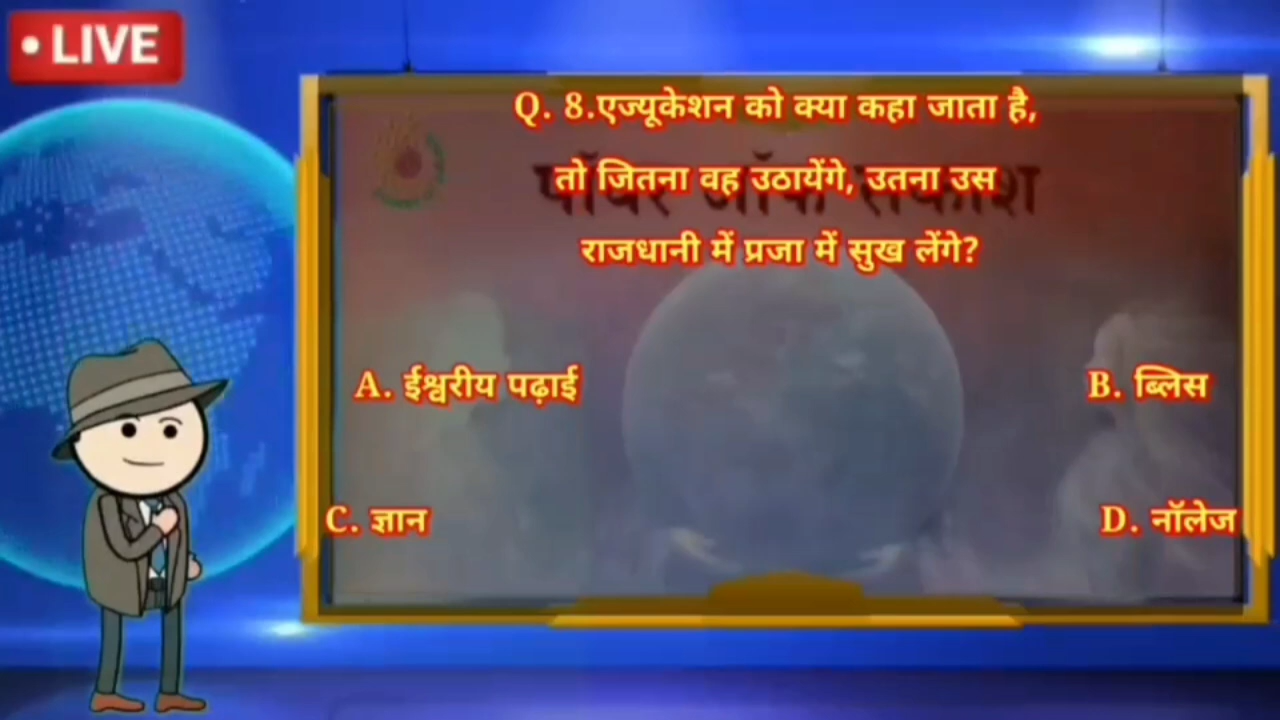 • LIVE
Q. 8.एज्यूकेशन को क्या कहा जाता है,
तो जितना वह उठायेंगे, उतना उस
राजधानी में प्रजा में सुख लेंगे?
A. ईश्वरीय पढ़ाई
B. ब्लिस
C. ज्ञान
D. नॉलेज